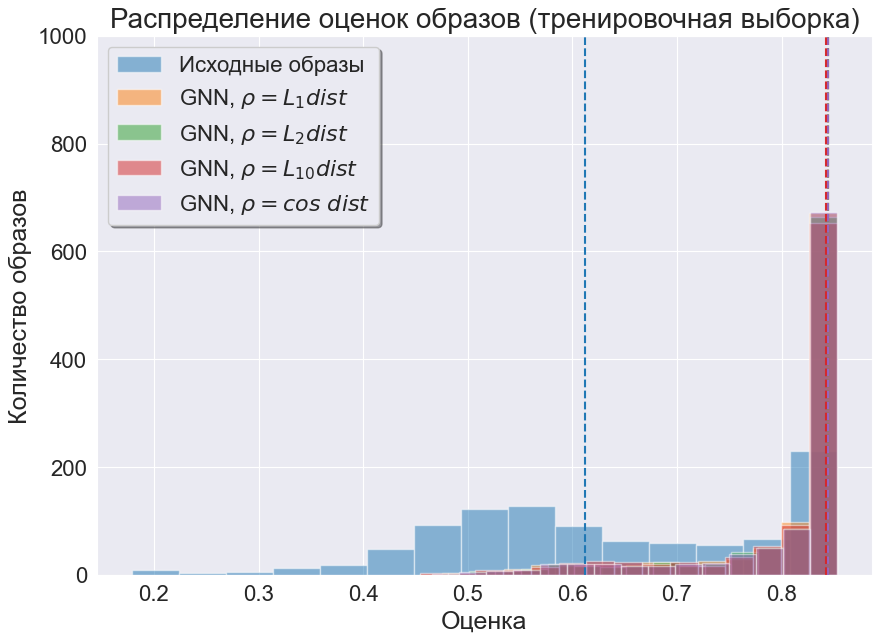 Распределение оценок образов (тренировочная выборка)
1000
800
600
400
200
0
Количество образов
Исходные образы
GNN, ρ = L₁dist
GNN, ρ = L₂dist
GNN, ρ = L₁₀dist
GNN, ρ = cos dist
0.2 0.3 0.4 0.5 0.6 0.7 0.8
Оценка